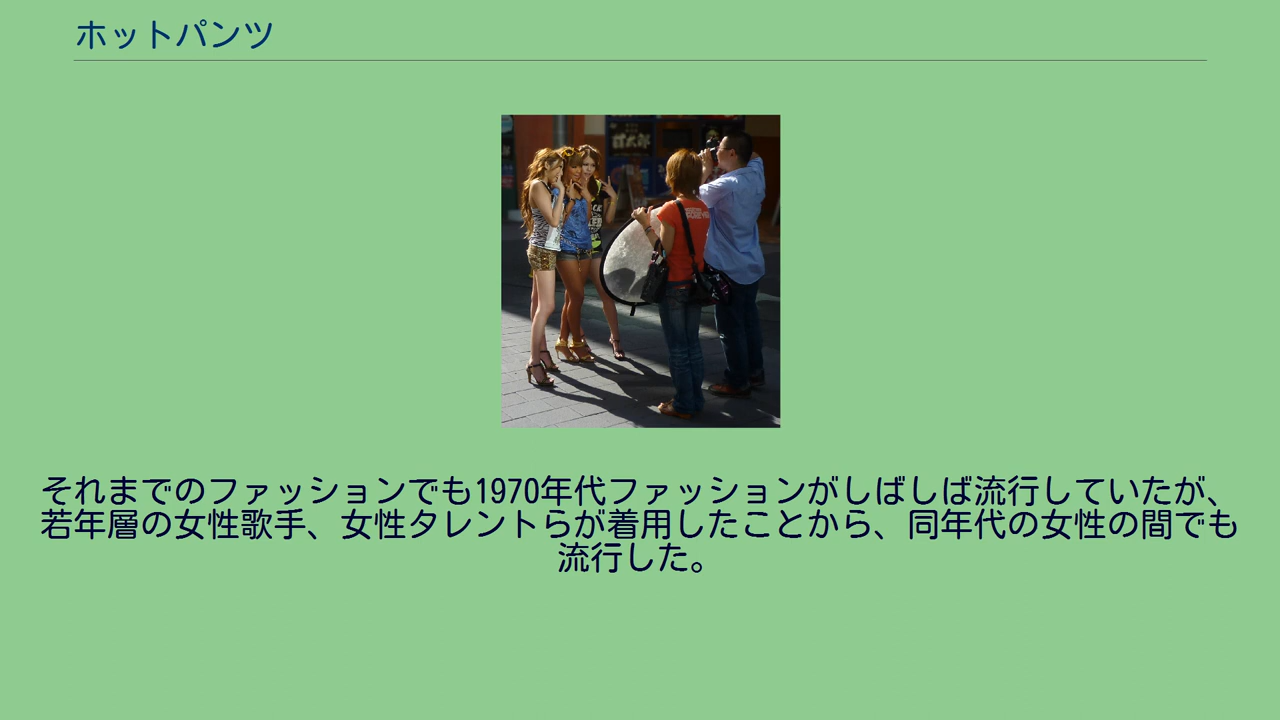 ホットパンツ
それまでのファッションでも1970年代ファッションがしばしば流行していたが、
若年層の女性歌手、女性タレントらが着用したことから、同年代の女性の間でも
流行した。